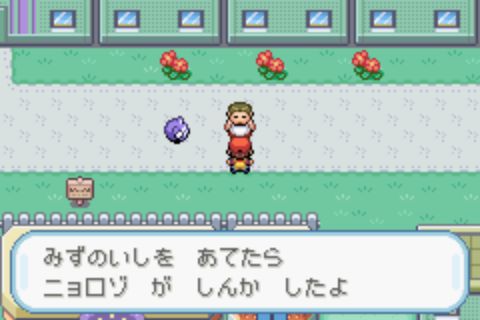 みずのいしを　あてたら
ニョロゾ　が　しんか　したよ